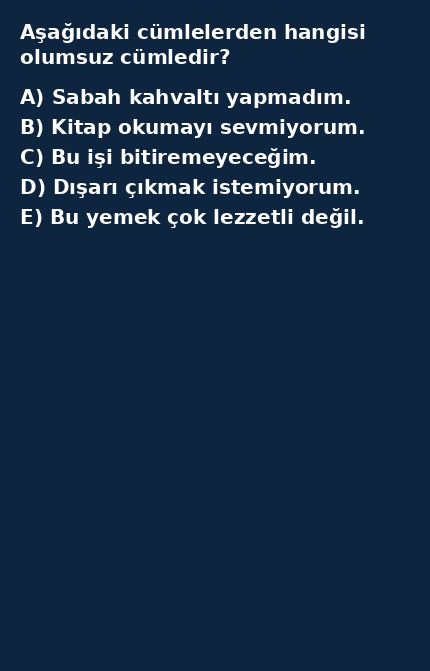 Aşağıdaki cümlelerden hangisi
olumsuz cümledir?
A) Sabah kahvaltı yapmadım.
B) Kitap okumayı sevmiyorum.
C) Bu işi bitiremeyeceğim.
D) Dışarı çıkmak istemiyorum.
E) Bu yemek çok lezzetli değil.